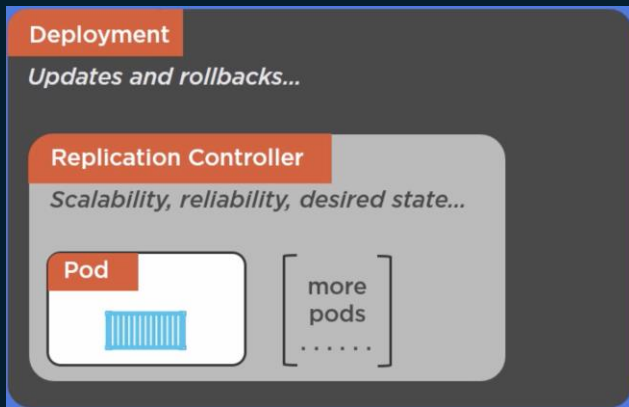 Deployment
Updates and rollbacks...
Replication Controller
Scalability, reliability, desired state...
Pod
more
pods
......